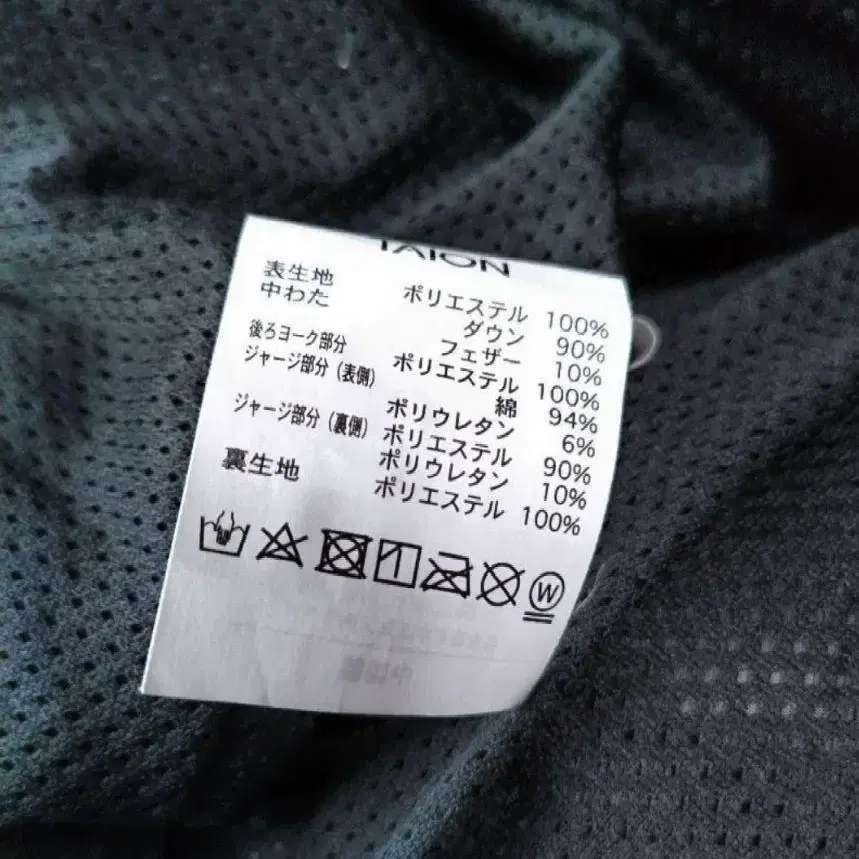 TAION
表生地 ポリエステル 100%
中わた ダウン 90%
フェザー 10%
後ろヨーク部分 ポリエステル 100%
ジャージ部分(表側) 綿 94%
ポリウレタン 6%
ジャージ部分(裏側) ポリエステル 90%
ポリウレタン 10%
裏生地 ポリエステル 100%
W